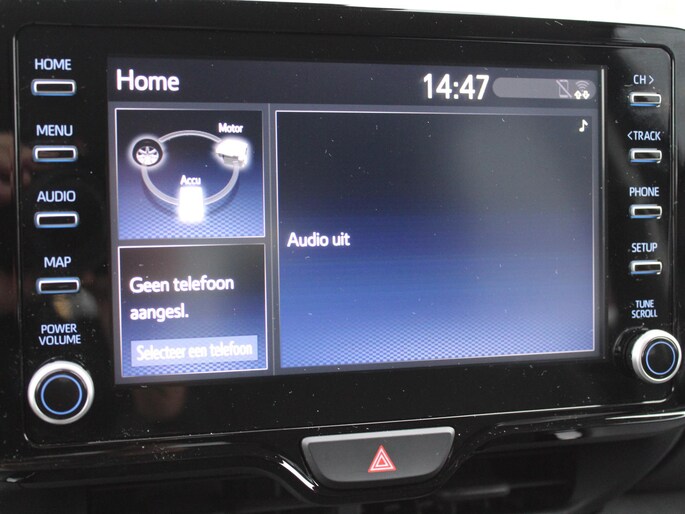 HOME
MENU
AUDIO
MAP
POWER
VOLUME
Home
14:47
Motor
Accu
Geen telefoon
aangesl.
Selecteer een telefoon
Audio uit
CH >
<TRACK
PHONE
SETUP
TUNE
SCROLL